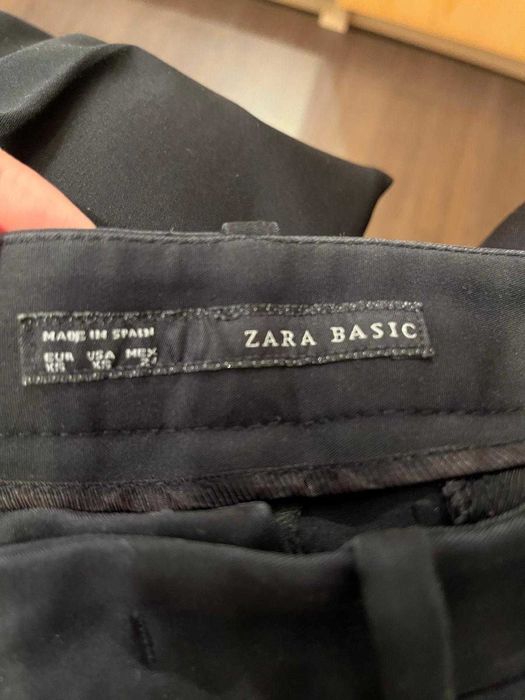 MADE IN SPAIN
EUR USA MEX
XS XS
ZARA BASIC